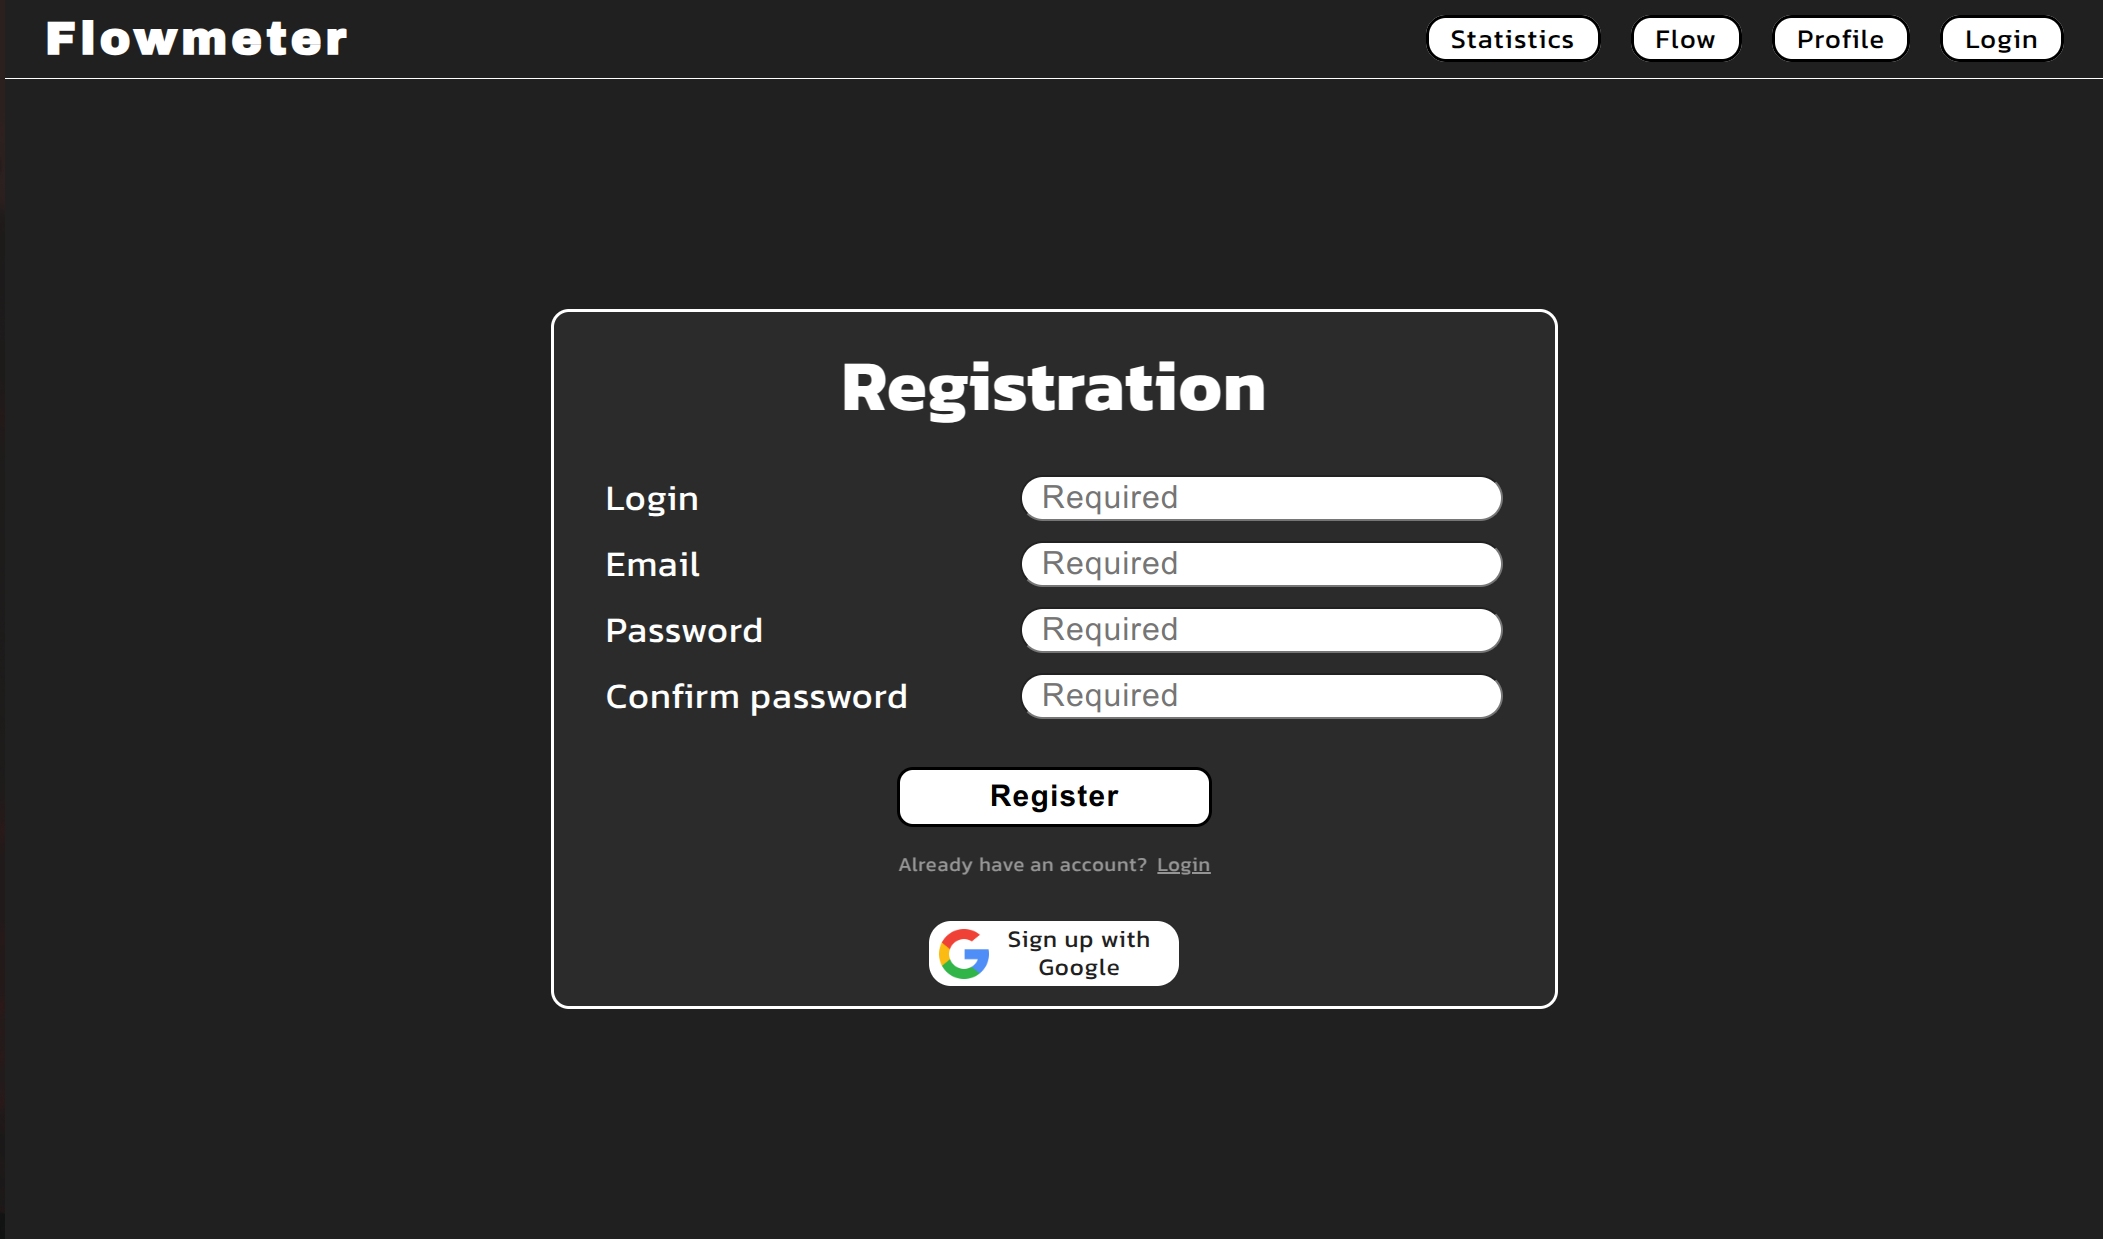 Flowmeter
Statistics
Flow
Profile
Login
Registration
Login
Required
Email
Required
Password
Required
Confirm password
Required
Register
Already have an account? Login
Sign up with
Google